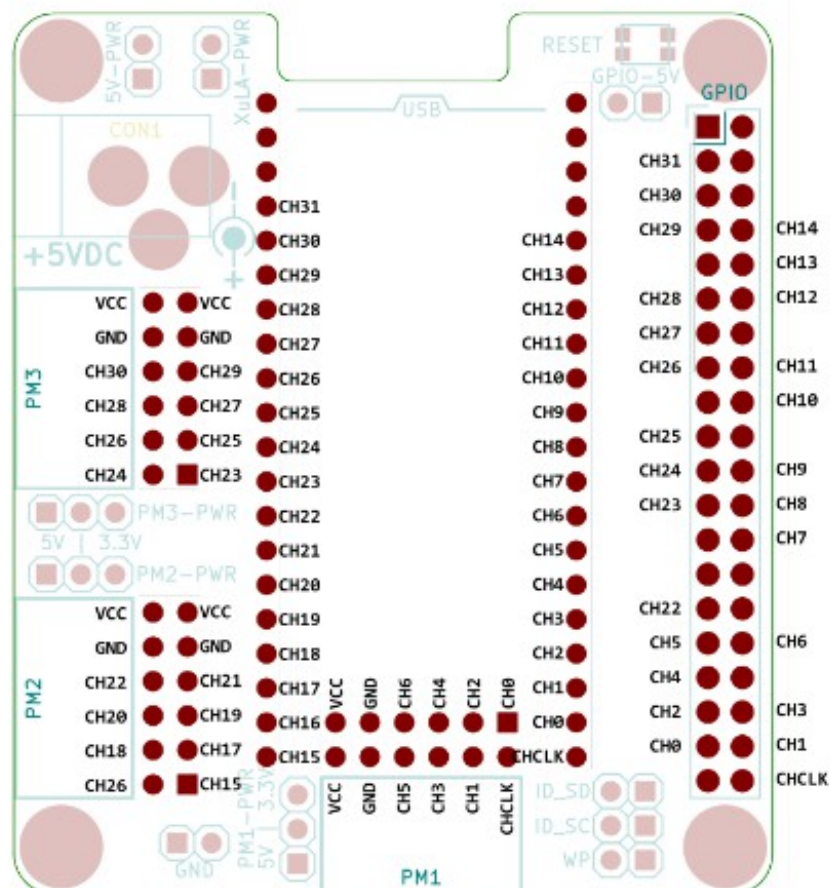 5V-PWR
XuLA-PWR
RESET
GPIO-5V
USB
GPIO
CON1
- +
+5VDC
CH31
CH30
CH29
CH28
CH27
CH26
CH25
CH24
CH23
CH22
CH21
CH20
CH19
CH18
CH17
CH16
CH15
CH14
CH13
CH12
CH11
CH10
CH9
CH8
CH7
CH6
CH5
CH4
CH3
CH2
CH1
CH0
CHCLK
CH31
CH30
CH29 CH14
CH13
CH28 CH12
CH27
CH26 CH11
CH10
CH25
CH24 CH9
CH23 CH8
CH7
CH22
CH5 CH6
CH4
CH2 CH3
CH0 CH1
CHCLK
PM3
VCC VCC
GND GND
CH30 CH29
CH28 CH27
CH26 CH25
CH24 CH23
PM3-PWR
5V | 3.3V
PM2-PWR
PM2
VCC VCC
GND GND
CH22 CH21
CH20 CH19
CH18 CH17
CH26 CH15
GND
VCC GND CH6 CH4 CH2 CH0
VCC GND CH5 CH3 CH1 CHCLK
PM1-PWR
5V | 3.3V
PM1
ID_SD
ID_SC
WP